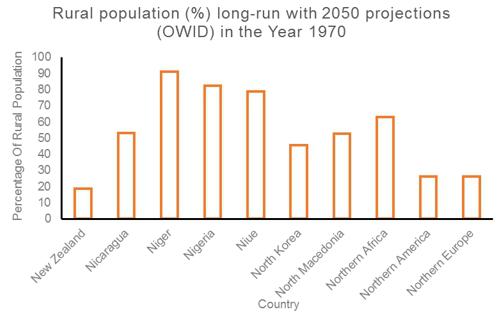 Rural population (%) long-run with 2050 projections
(OWID) in the Year 1970
Percentage Of Rural Population
100
90
80
70
60
50
40
30
20
10
0
New Zealand
Nicaragua
Niger
Nigeria
Niue
North Korea
North Macedonia
Northern Africa
Northern America
Northern Europe
Country